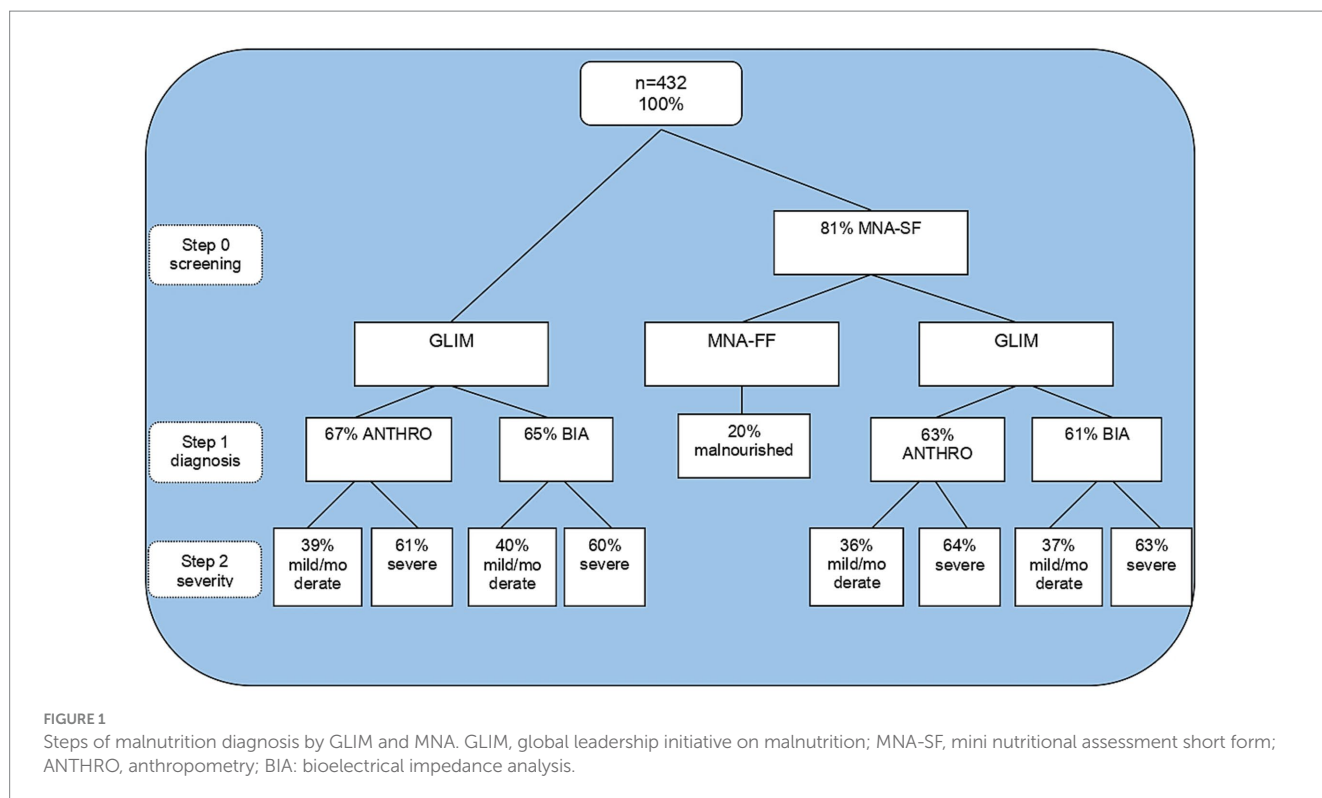 n=432
100%
Step 0
screening
81% MNA-SF
GLIM
MNA-FF
GLIM
Step 1
diagnosis
67% ANTHRO
65% BIA
20%
malnourished
63%
ANTHRO
61% BIA
Step 2
severity
39%
mild/mo
derate
61%
severe
40%
mild/mo
derate
60%
severe
36%
mild/mo
derate
64%
severe
37%
mild/mo
derate
63%
severe
FIGURE 1
Steps of malnutrition diagnosis by GLIM and MNA. GLIM, global leadership initiative on malnutrition; MNA-SF, mini nutritional assessment short form;
ANTHRO, anthropometry; BIA: bioelectrical impedance analysis.